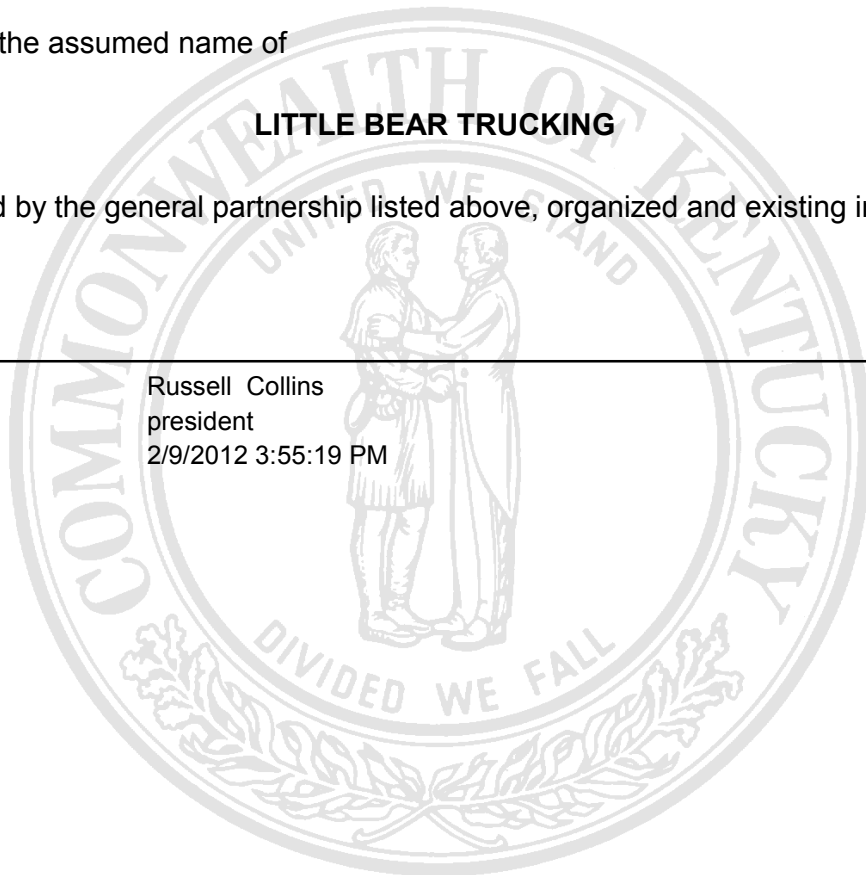 the assumed name of
LITTLE BEAR TRUCKING
d by the general partnership listed above, organized and existing i
Russell Collins
president
2/9/2012 3:55:19 PM
COMMONWEALTH OF KENTUCKY
UNITED WE STAND
DIVIDED WE FALL